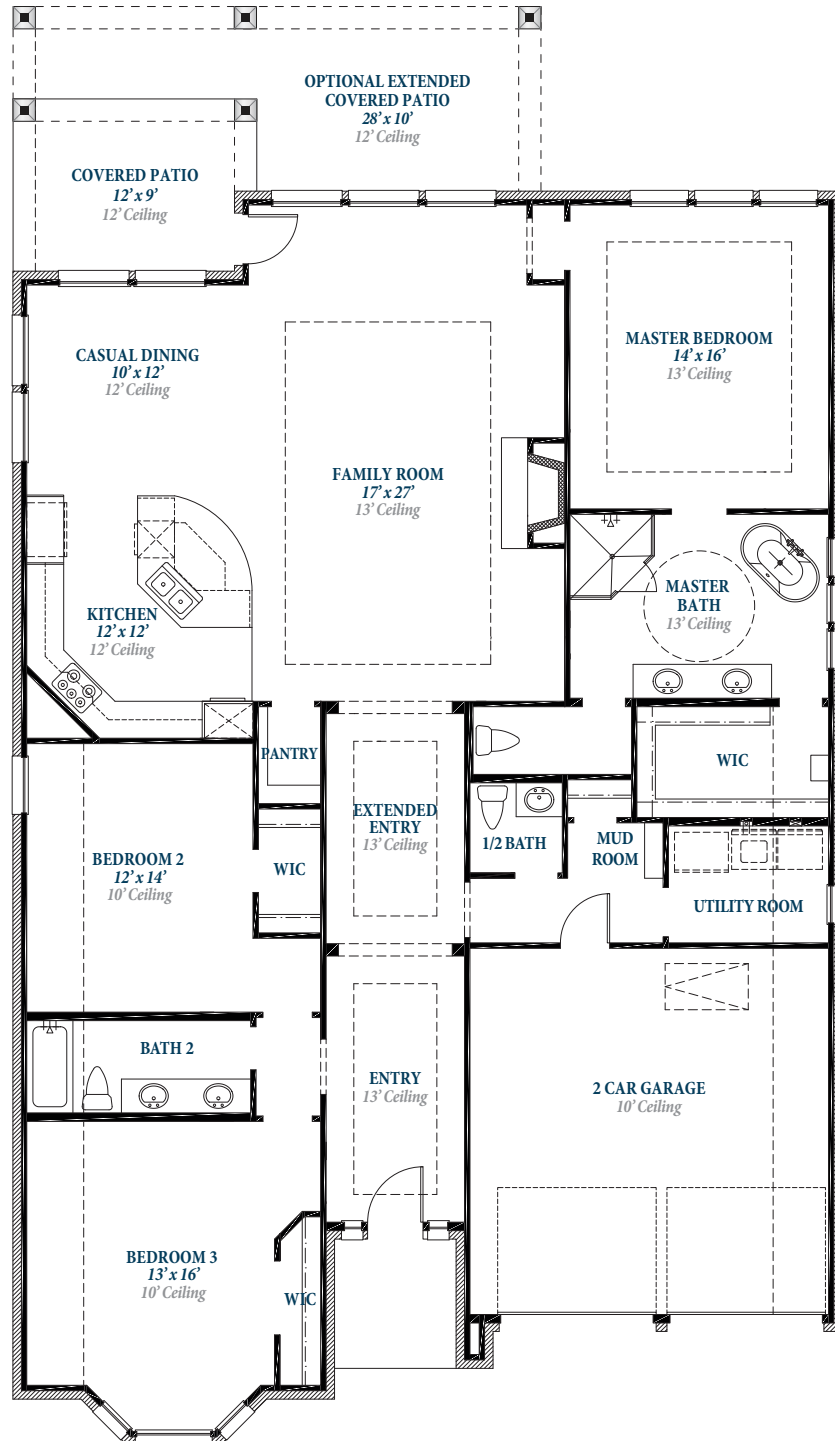 OPTIONAL EXTENDED
COVERED PATIO
28' x 10'
12' Ceiling
COVERED PATIO
12' x 9'
12' Ceiling
CASUAL DINING
10' x 12'
12' Ceiling
MASTER BEDROOM
14' x 16'
13' Ceiling
FAMILY ROOM
17' x 27'
13' Ceiling
KITCHEN
12' x 12'
12' Ceiling
MASTER
BATH
13' Ceiling
PANTRY
WIC
EXTENDED
ENTRY
13' Ceiling
1/2 BATH
MUD
ROOM
BEDROOM 2
12' x 14'
10' Ceiling
WIC
UTILITY ROOM
BATH 2
ENTRY
13' Ceiling
2 CAR GARAGE
10' Ceiling
BEDROOM 3
13' x 16'
10' Ceiling
WIC